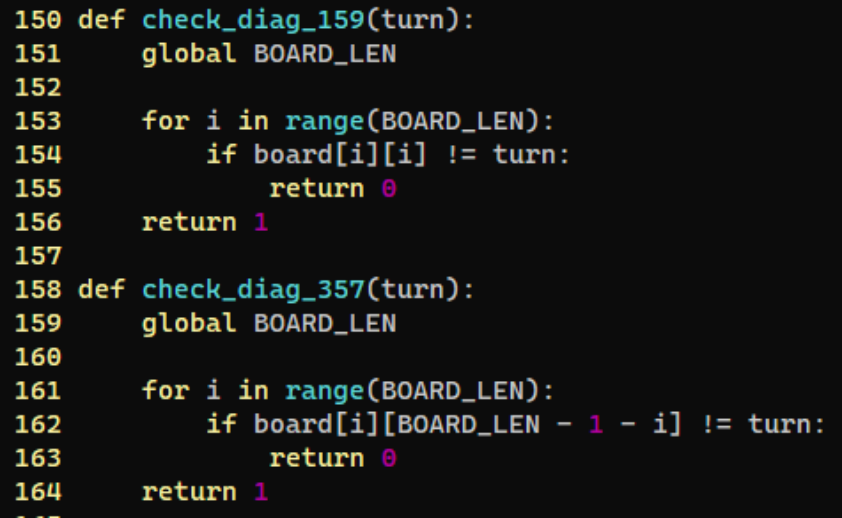 150 def check_diag_159(turn):
151     global BOARD_LEN
152
153     for i in range(BOARD_LEN):
154         if board[i][i] != turn:
155             return 0
156     return 1
157
158 def check_diag_357(turn):
159     global BOARD_LEN
160
161     for i in range(BOARD_LEN):
162         if board[i][BOARD_LEN - 1 - i] != turn:
163             return 0
164     return 1